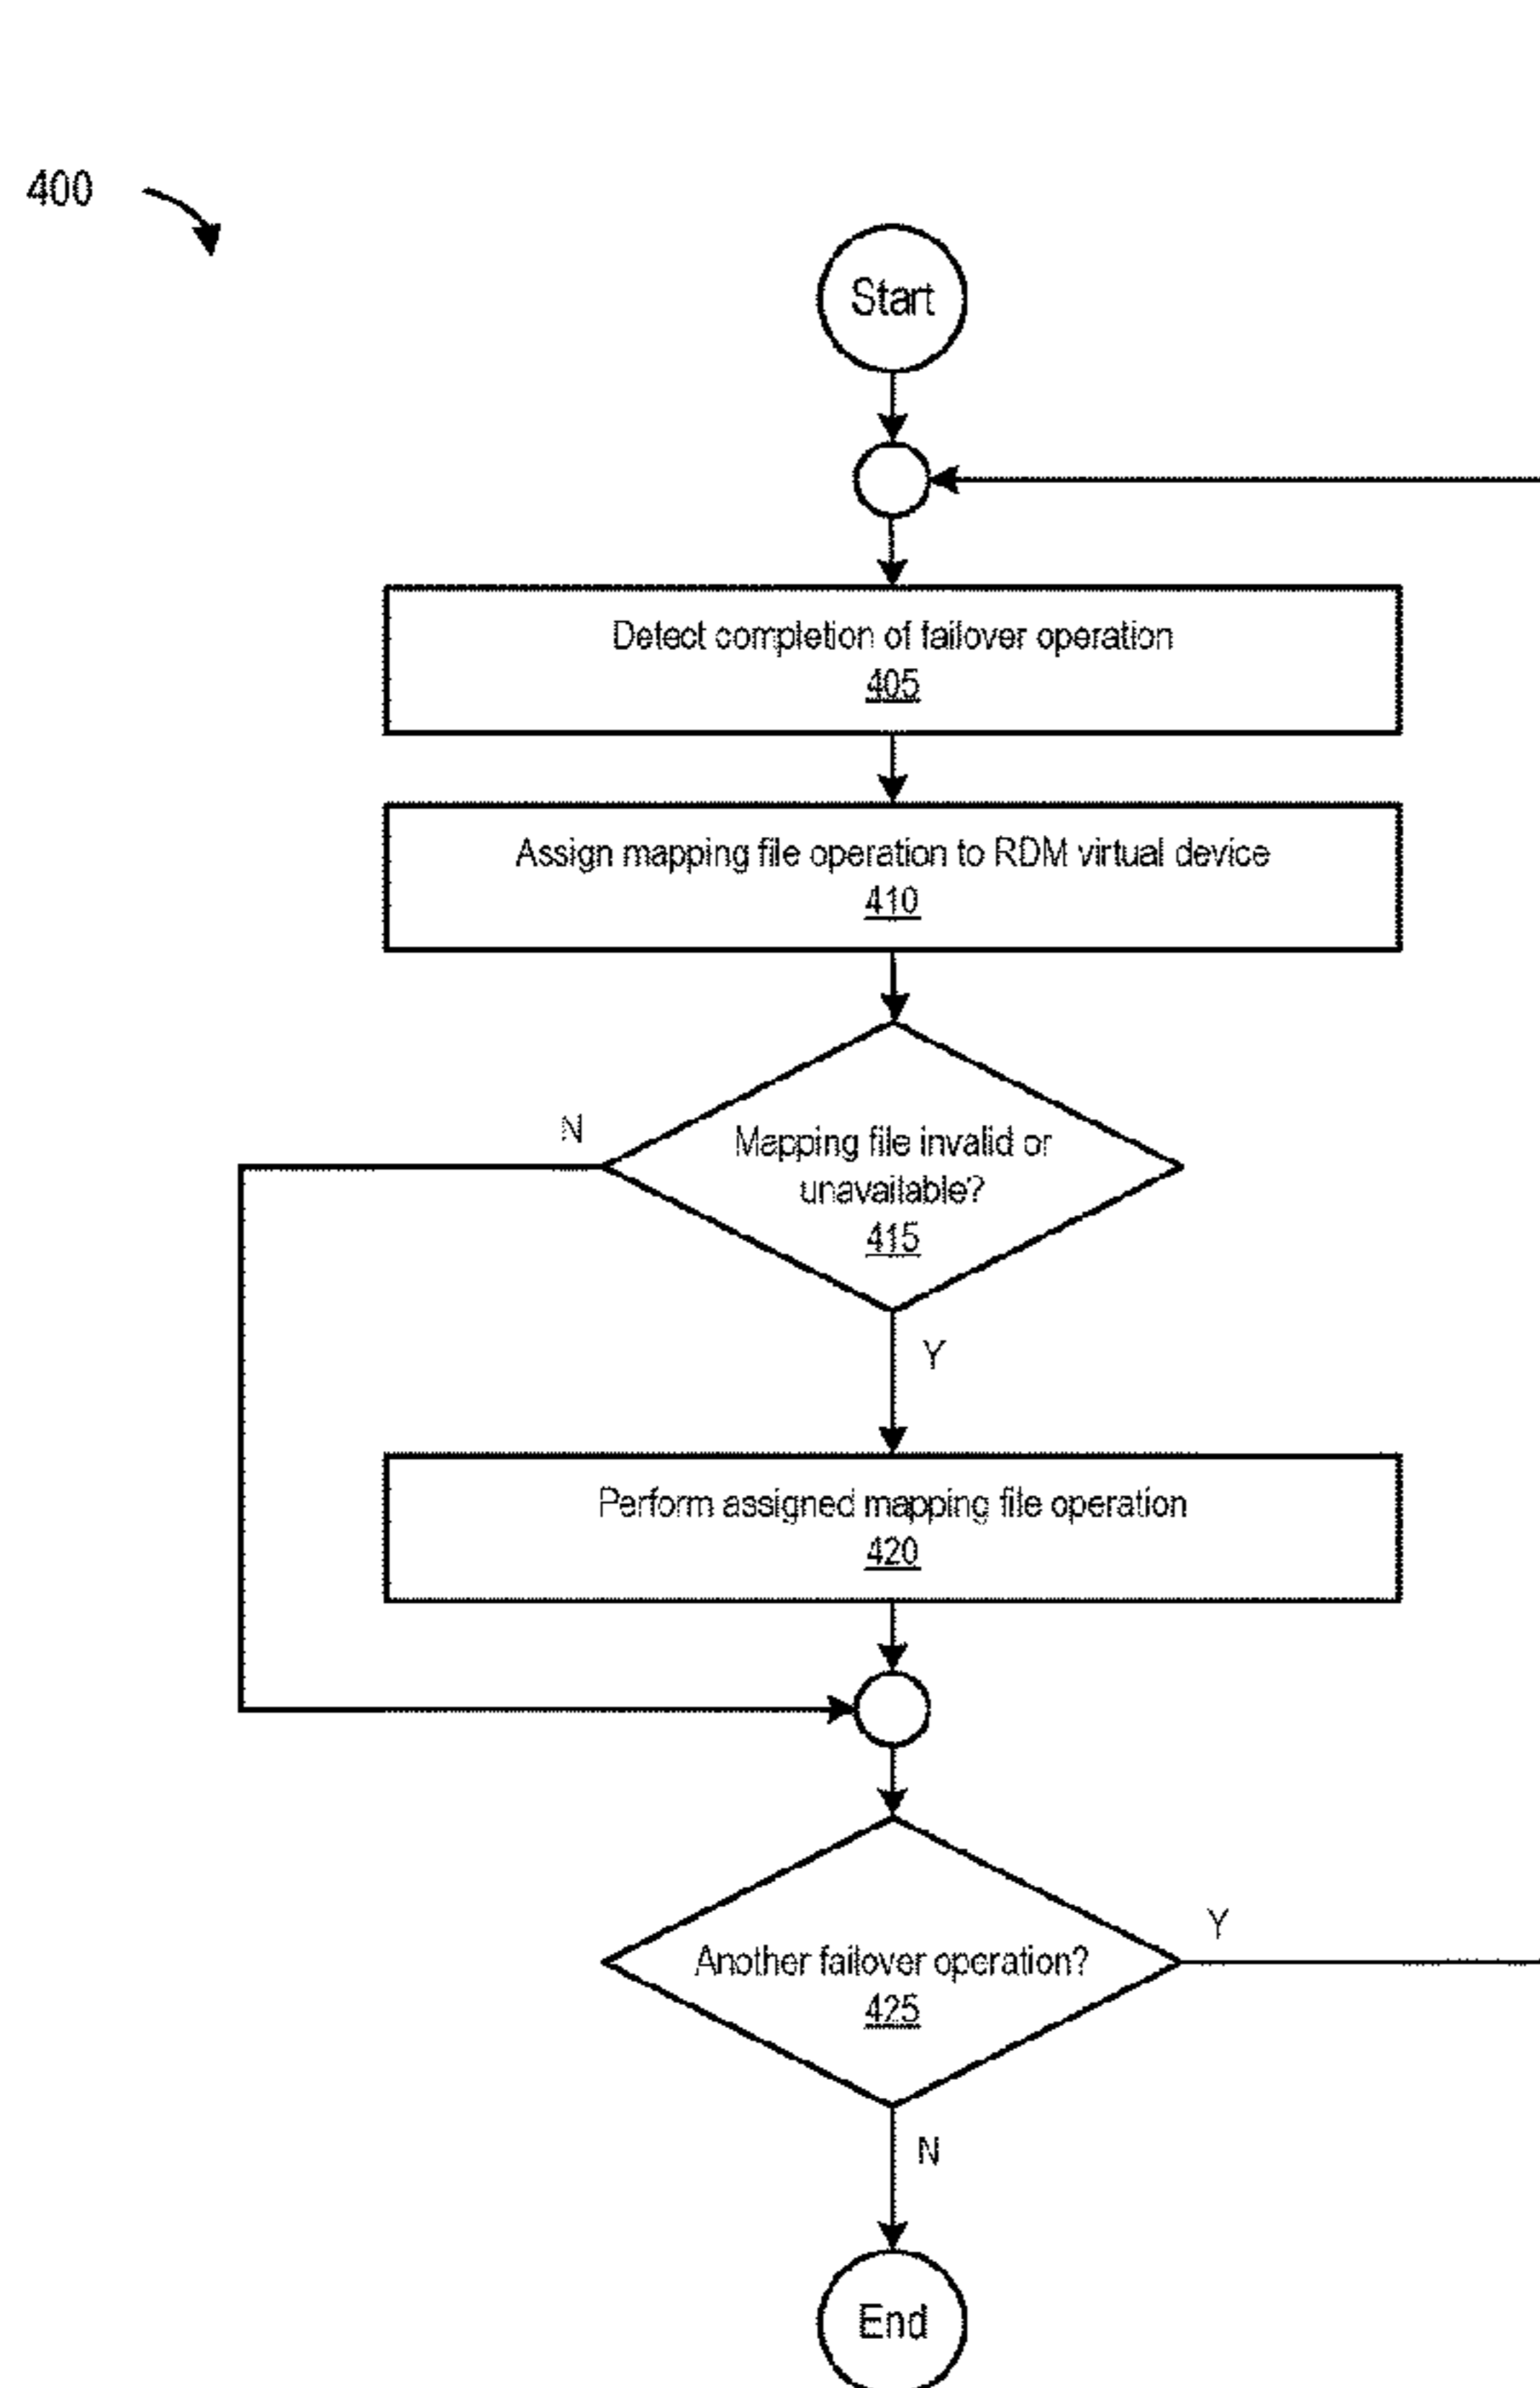 400
Start
Detect completion of failover operation
405
Assign mapping file operation to RDM virtual device
410
N
Mapping file invalid or
unavailable?
415
Y
Perform assigned mapping file operation
420
Y
Another failover operation?
425
N
End